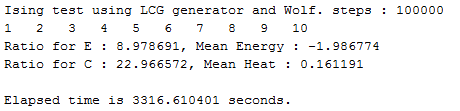 Ising test using LCG generator and Wolf. steps : 100000
1 2 3 4 5 6 7 8 9 10
Ratio for E : 8.978691, Mean Energy : -1.986774
Ratio for C : 22.966572, Mean Heat : 0.161191
Elapsed time is 3316.610401 seconds.